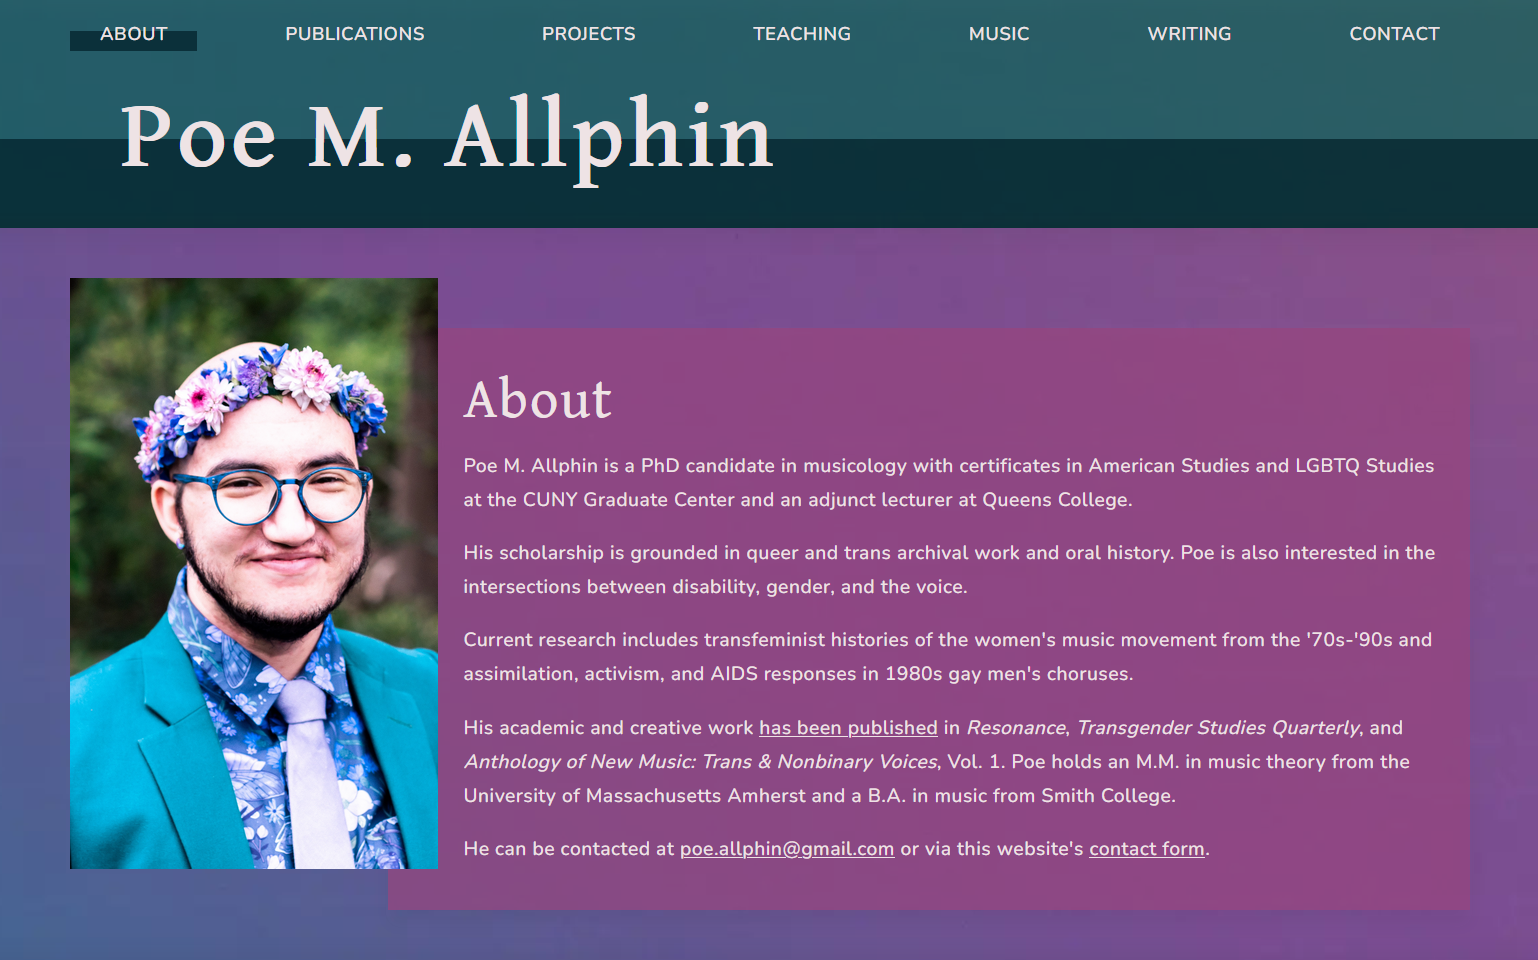 ABOUT PUBLICATIONS PROJECTS TEACHING MUSIC WRITING CONTACT
Poe M. Allphin
About
Poe M. Allphin is a PhD candidate in musicology with certificates in American Studies and LGBTQ Studies
at the CUNY Graduate Center and an adjunct lecturer at Queens College.
His scholarship is grounded in queer and trans archival work and oral history. Poe is also interested in the
intersections between disability, gender, and the voice.
Current research includes transfeminist histories of the women's music movement from the '70s-'90s and
assimilation, activism, and AIDS responses in 1980s gay men's choruses.
His academic and creative work has been published in Resonance, Transgender Studies Quarterly, and
Anthology of New Music: Trans & Nonbinary Voices, Vol. 1. Poe holds an M.M. in music theory from the
University of Massachusetts Amherst and a B.A. in music from Smith College.
He can be contacted at poe.allphin@gmail.com or via this website's contact form.